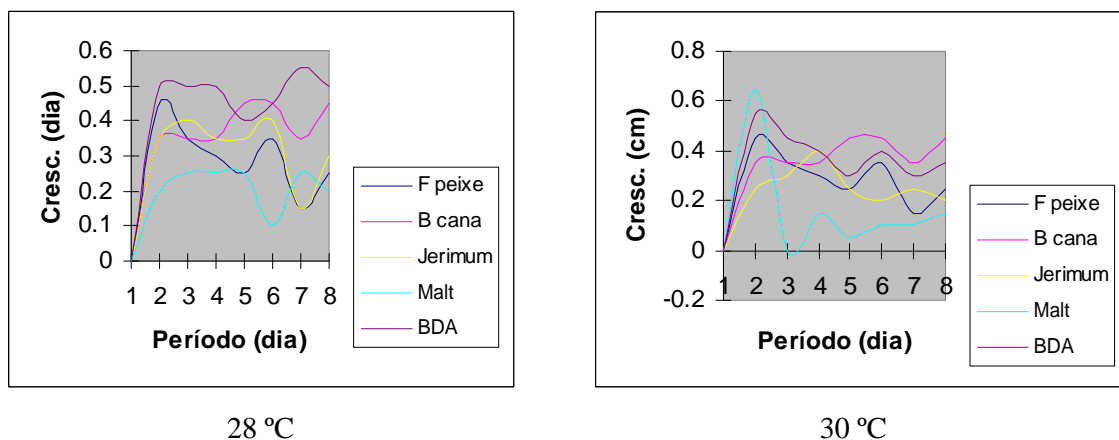 0.6
0.5
0.4
0.3
0.2
0.1
0
Cresc. (dia)
1 2 3 4 5 6 7 8
Período (dia)
F peixe
B cana
Jerimum
Malt
BDA
28 ºC
0.8
0.6
0.4
0.2
0
-0.2
Cresc. (cm)
1 2 3 4 5 6 7 8
Período (dia)
F peixe
B cana
Jerimum
Malt
BDA
30 ºC